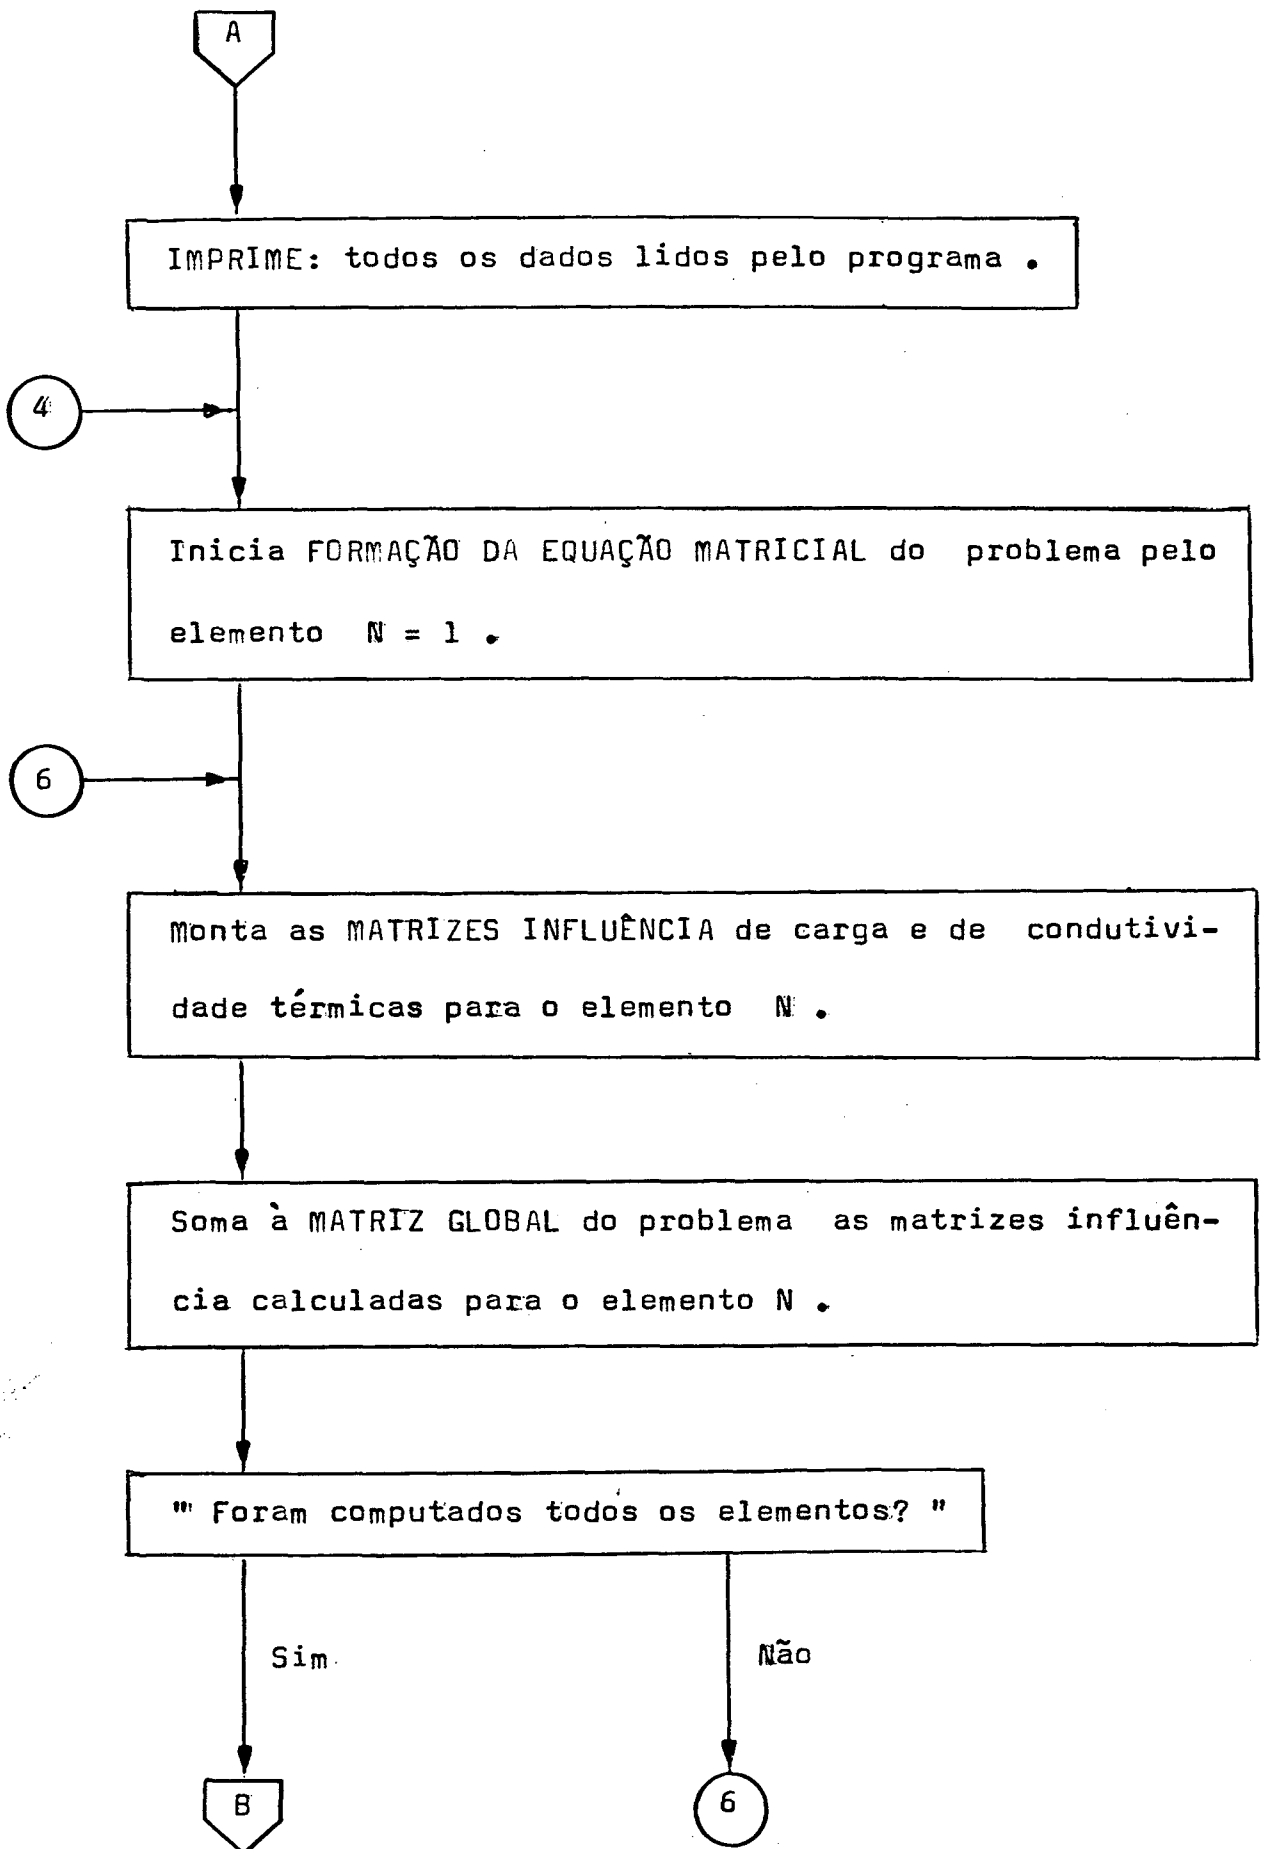 A
IMPRIME: todos os dados lidos pelo programa .
4
Inicia FORMAÇÃO DA EQUAÇÃO MATRICIAL do problema pelo
elemento N = 1 .
6
Monta as MATRIZES INFLUÊNCIA de carga e de condutivi-
dade térmicas para o elemento N .
Soma à MATRIZ GLOBAL do problema as matrizes influên-
cia calculadas para o elemento N .
" Foram computados todos os elementos? "
Sim
Não
B
6